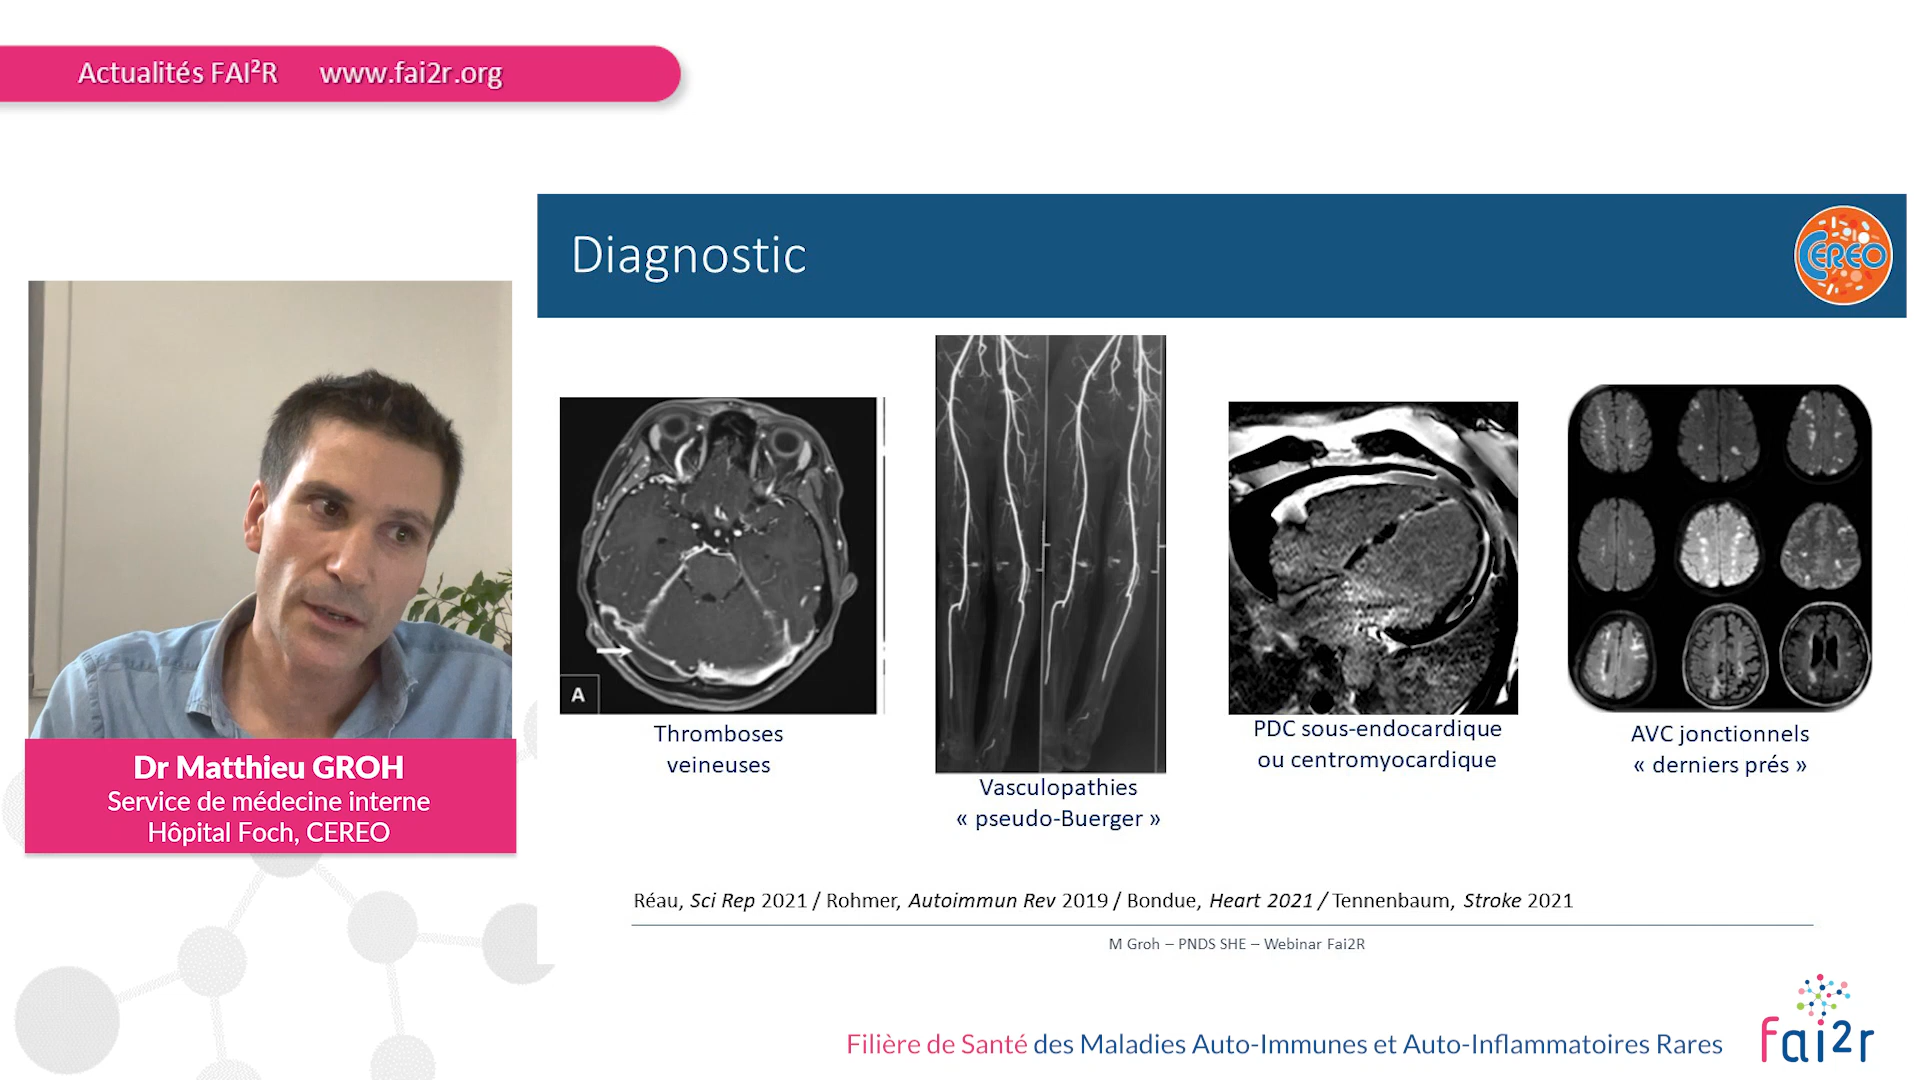 Actualités FAI²R www.fai2r.org
Diagnostic
CEREO
A
Thromboses
veineuses
Vasculopathies
« pseudo-Buerger »
PDC sous-endocardique
ou centromyocardique
AVC jonctionnels
« derniers prés »
Dr Matthieu GROH
Service de médecine interne
Hôpital Foch, CEREO
Réau, Sci Rep 2021 / Rohmer, Autoimmun Rev 2019 / Bondue, Heart 2021 / Tennenbaum, Stroke 2021
M Groh – PNDS SHE – Webinar Fai2R
Filière de Santé des Maladies Auto-Immunes et Auto-Inflammatoires Rares
fai2r